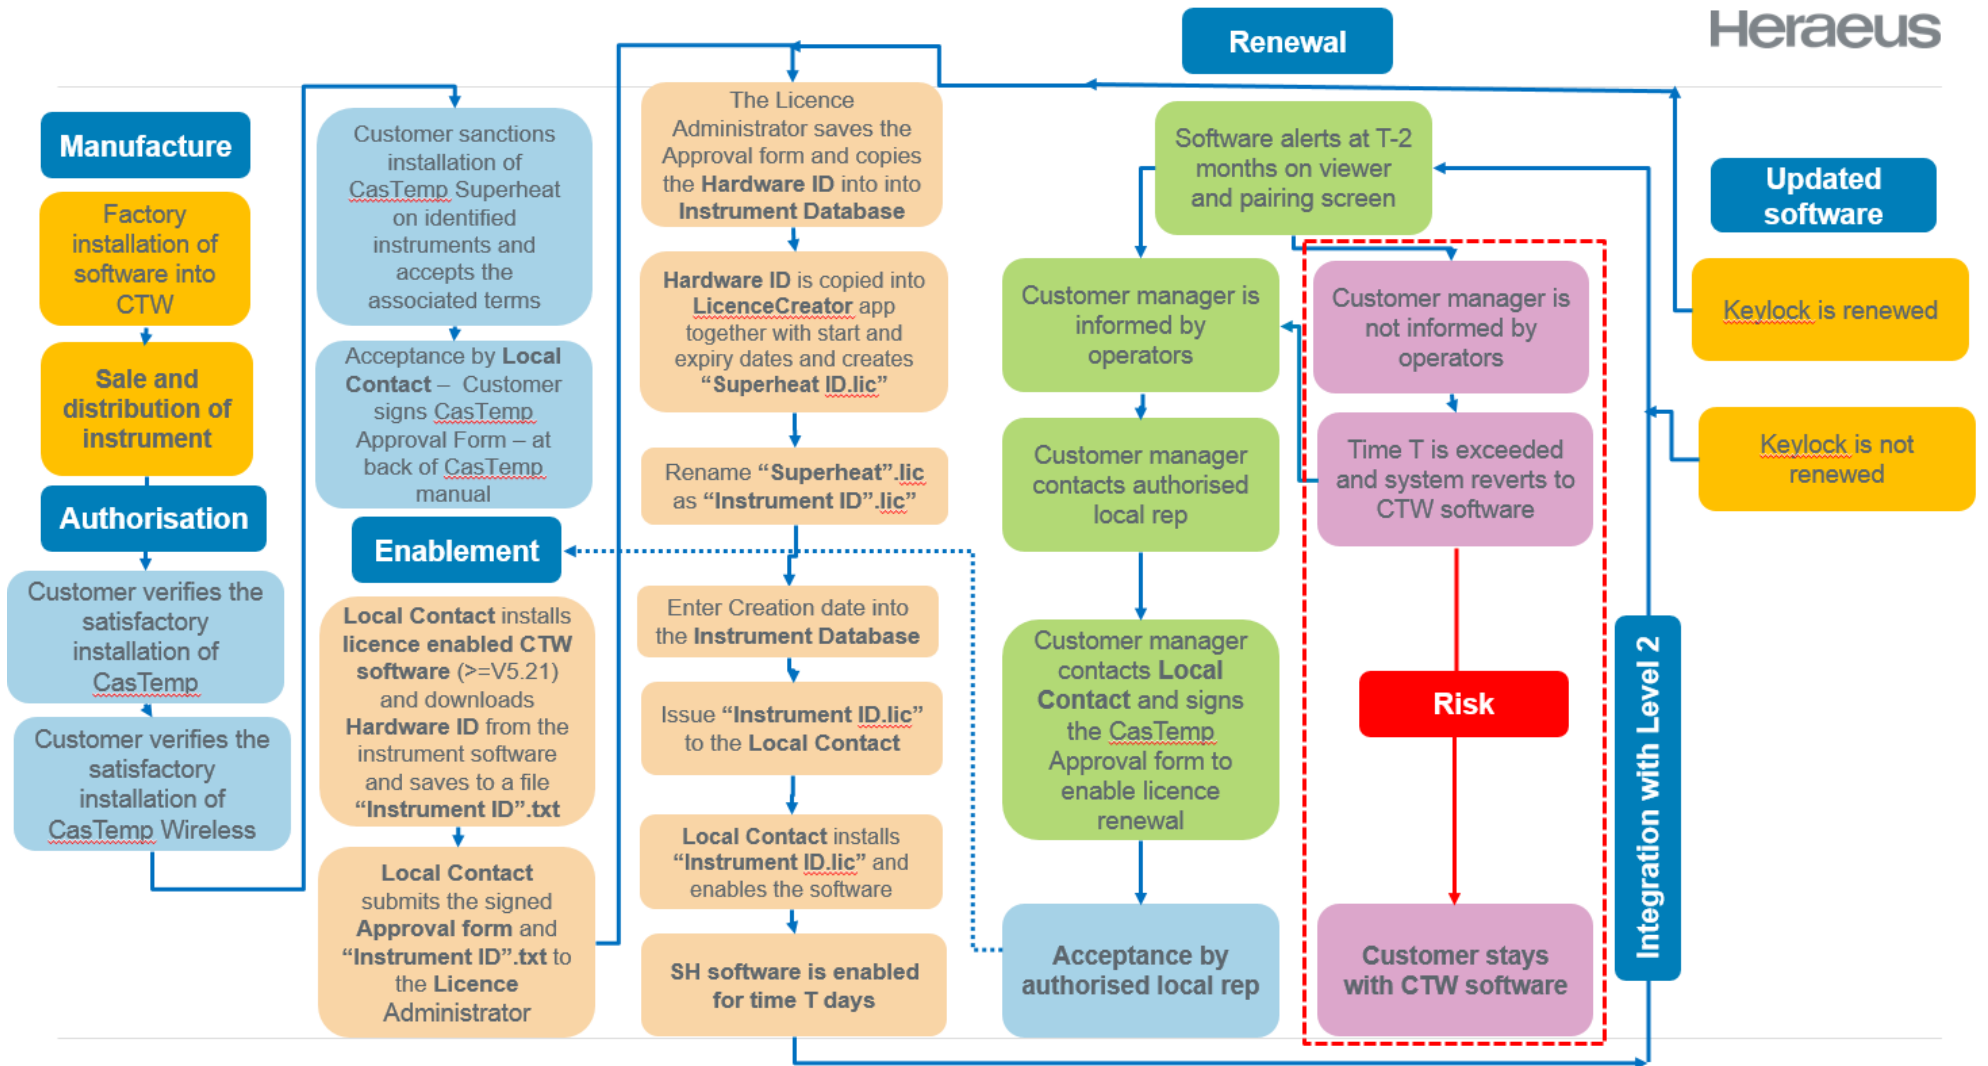 Heraeus
Renewal
Manufacture
Factory
installation of
software into
CTW
Sale and
distribution of
instrument
Authorisation
Customer verifies the
satisfactory
installation of
CasTemp
Customer verifies the
satisfactory
installation of
CasTemp Wireless
Customer sanctions
installation of
CasTemp Superheat
on identified
instruments and
accepts the
associated terms
Acceptance by Local
Contact – Customer
signs CasTemp
Approval Form – at
back of CasTemp
manual
Enablement
Local Contact installs
licence enabled CTW
software (>=V5.21)
and downloads
Hardware ID from the
instrument software
and saves to a file
“Instrument ID”.txt
Local Contact
submits the signed
Approval form and
“Instrument ID”.txt to
the Licence
Administrator
The Licence
Administrator saves the
Approval form and copies
the Hardware ID into into
Instrument Database
Hardware ID is copied into
LicenceCreator app
together with start and
expiry dates and creates
“Superheat ID.lic”
Rename “Superheat”.lic
as “Instrument ID”.lic”
Enter Creation date into
the Instrument Database
Issue “Instrument ID.lic”
to the Local Contact
Local Contact installs
“Instrument ID.lic” and
enables the software
SH software is enabled
for time T days
Software alerts at T-2
months on viewer
and pairing screen
Customer manager is
informed by
operators
Customer manager
contacts authorised
local rep
Customer manager
contacts Local
Contact and signs
the CasTemp
Approval form to
enable licence
renewal
Acceptance by
authorised local rep
Customer manager is
not informed by
operators
Time T is exceeded
and system reverts to
CTW software
Risk
Customer stays
with CTW software
Integration with Level 2
Updated
software
Keylock is renewed
Keylock is not
renewed